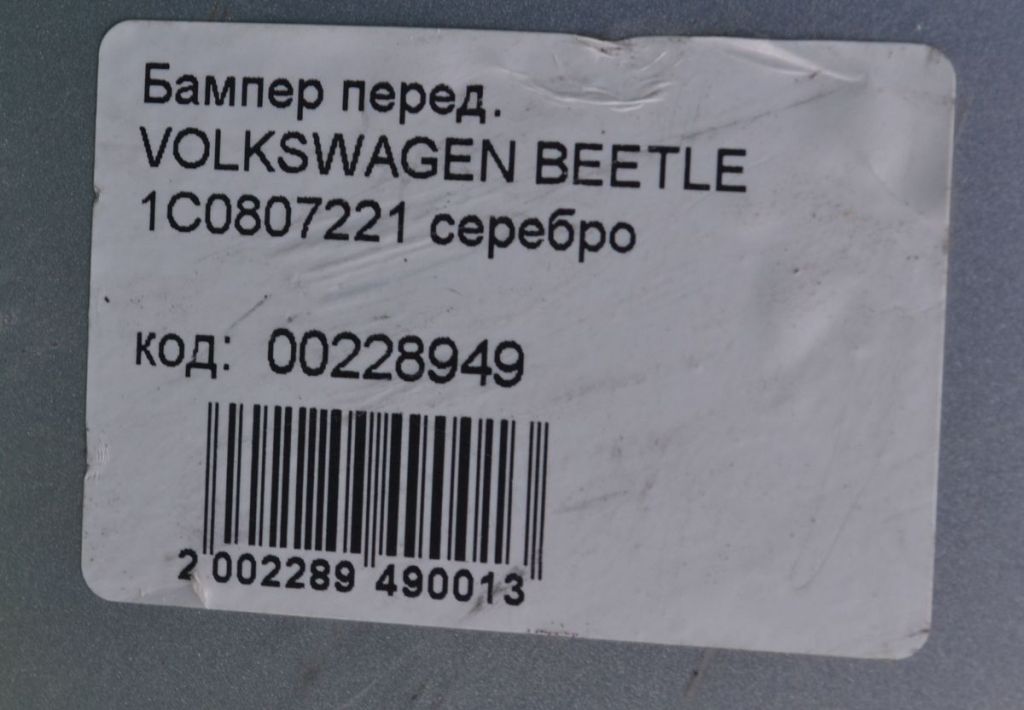 Бампер перед.
VOLKSWAGEN BEETLE
1C0807221 серебро
код: 00228949
2 002289 490013